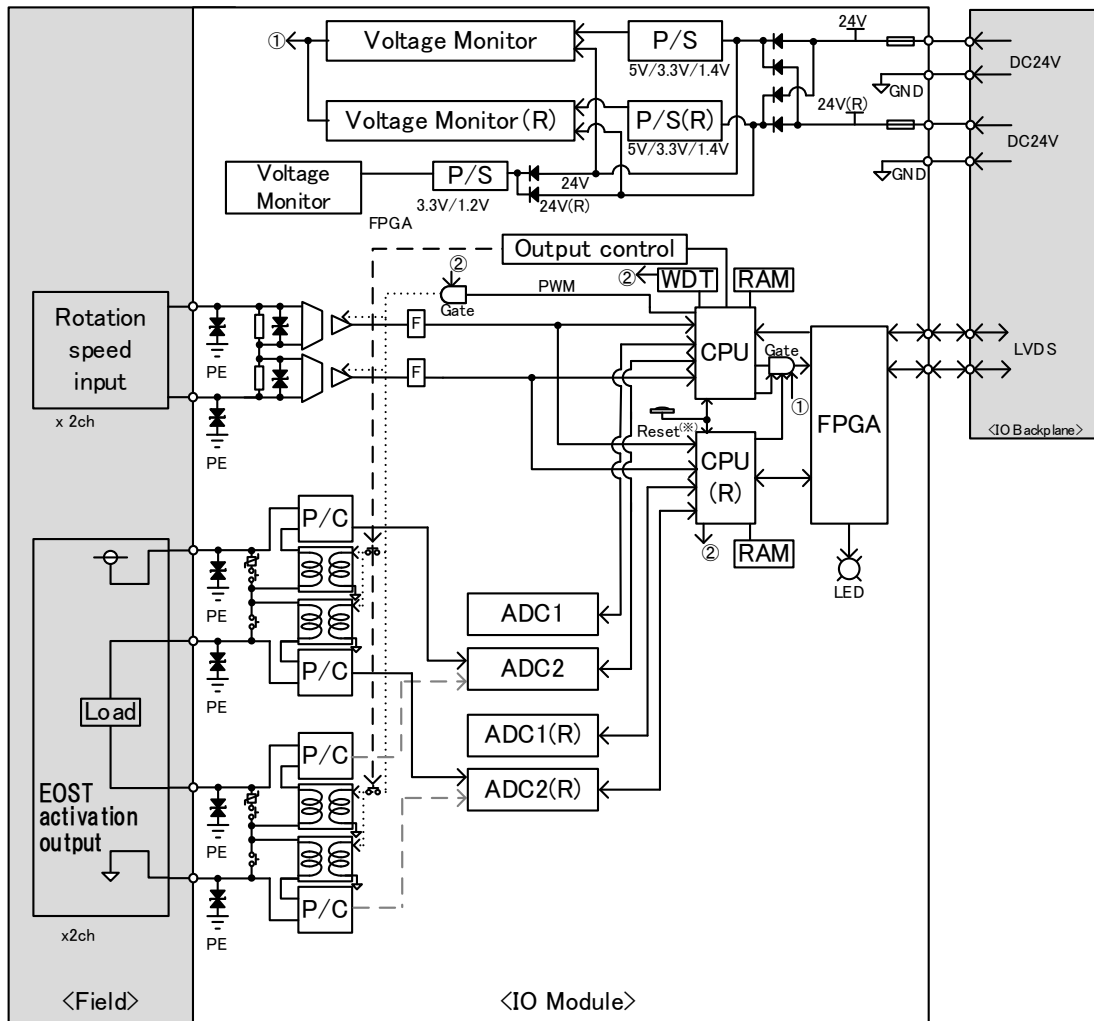 ①
Voltage Monitor
P/S
5V/3.3V/1.4V
24V
DC24V
GND
Voltage Monitor(R)
P/S(R)
5V/3.3V/1.4V
24V(R)
DC24V
GND
Voltage
Monitor
P/S
3.3V/1.2V
24V
24V(R)
FPGA
Output control
②
Gate
PWM
②
WDT
RAM
Rotation
speed
input
x 2ch
PE
PE
F
F
CPU
Gate
①
FPGA
LVDS
<IO Backplane>
Reset(※)
CPU
(R)
②
RAM
LED
P/C
P/C
PE
PE
Load
EOST
activation
output
x2ch
P/C
P/C
PE
PE
ADC1
ADC2
ADC1(R)
ADC2(R)
<Field>
<IO Module>